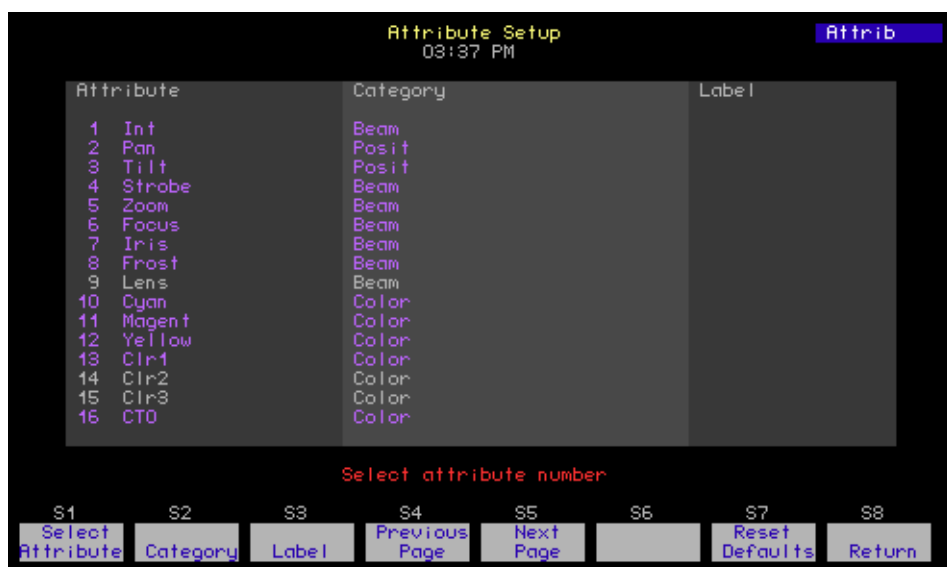 Attribute Setup Attrib
03:37 PM
Attribute Category Label
1 Int Beam
2 Pan Posit
3 Tilt Posit
4 Strobe Beam
5 Zoom Beam
6 Focus Beam
7 Iris Beam
8 Frost Beam
9 Lens Beam
10 Cyan Color
11 Magent Color
12 Yellow Color
13 Clr1 Color
14 Clr2 Color
15 Clr3 Color
16 CTO Color
Select attribute number
S1 S2 S3 S4 S5 S6 S7 S8
Select Previous Next Reset
Attribute Category Label Page Page Defaults Return